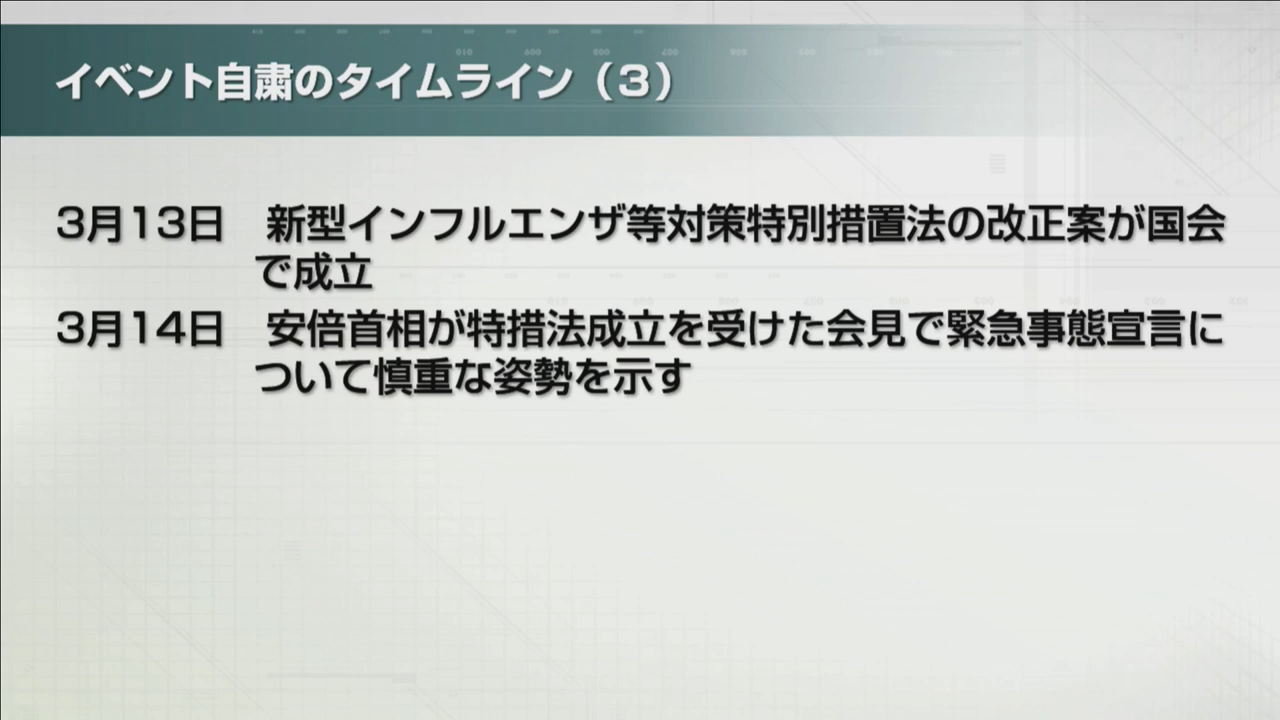 イベント自粛のタイムライン（3）
3月13日　新型インフルエンザ等対策特別措置法の改正案が国会
で成立
3月14日　安倍首相が特措法成立を受けた会見で緊急事態宣言に
ついて慎重な姿勢を示す